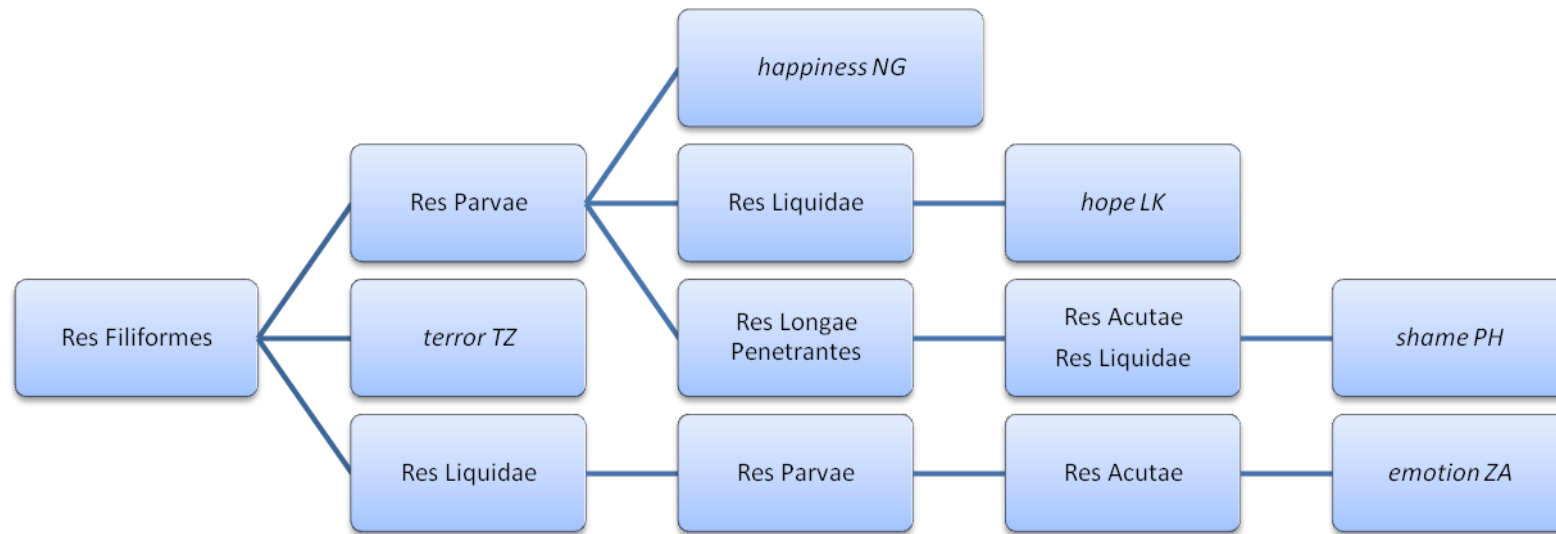 happiness NG
Res Parvae
Res Liquidae
hope LK
Res Filiformes
terror TZ
Res Longae
Penetrantes
Res Acutae
Res Liquidae
shame PH
Res Liquidae
Res Parvae
Res Acutae
emotion ZA